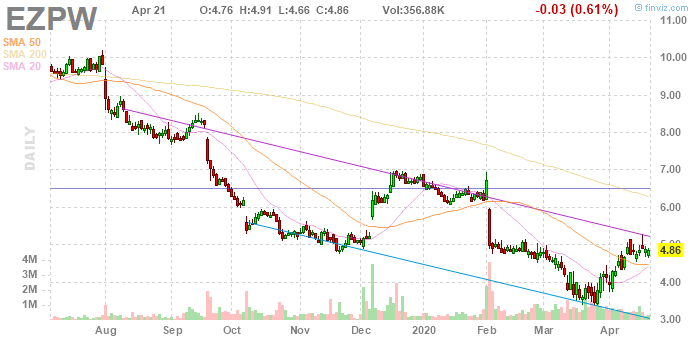 EZPW Apr 21 O:4.76 H:4.91 L:4.66 C:4.86 Vol:356.88K -0.03 (0.61%) © finviz.com
SMA 50
SMA 200
SMA 20
DAILY
11.00
10.00
9.00
8.00
7.00
6.00
5.00
4.86
4.00
3.00
4M
3M
2M
1M
Aug Sep Oct Nov Dec 2020 Feb Mar Apr